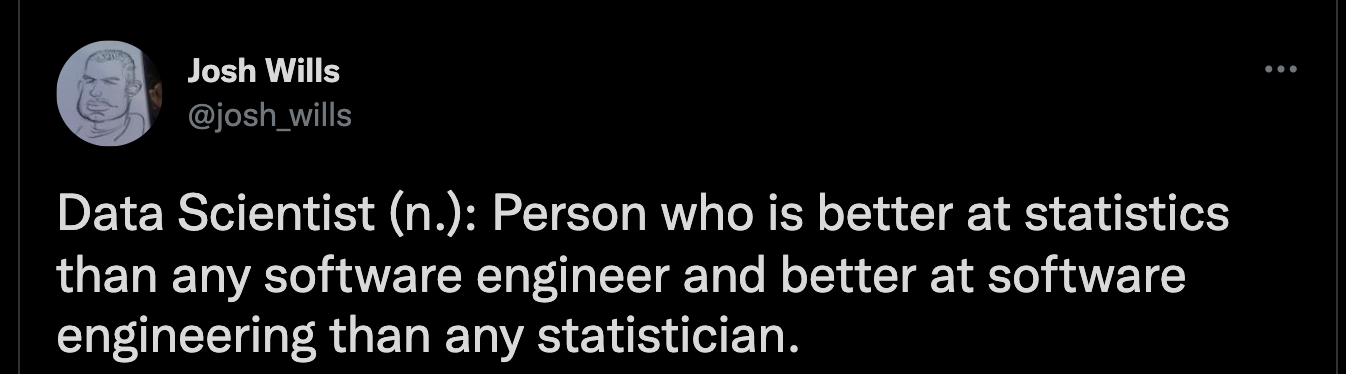 Josh Wills
@josh_wills
Data Scientist (n.): Person who is better at statistics
than any software engineer and better at software
engineering than any statistician.